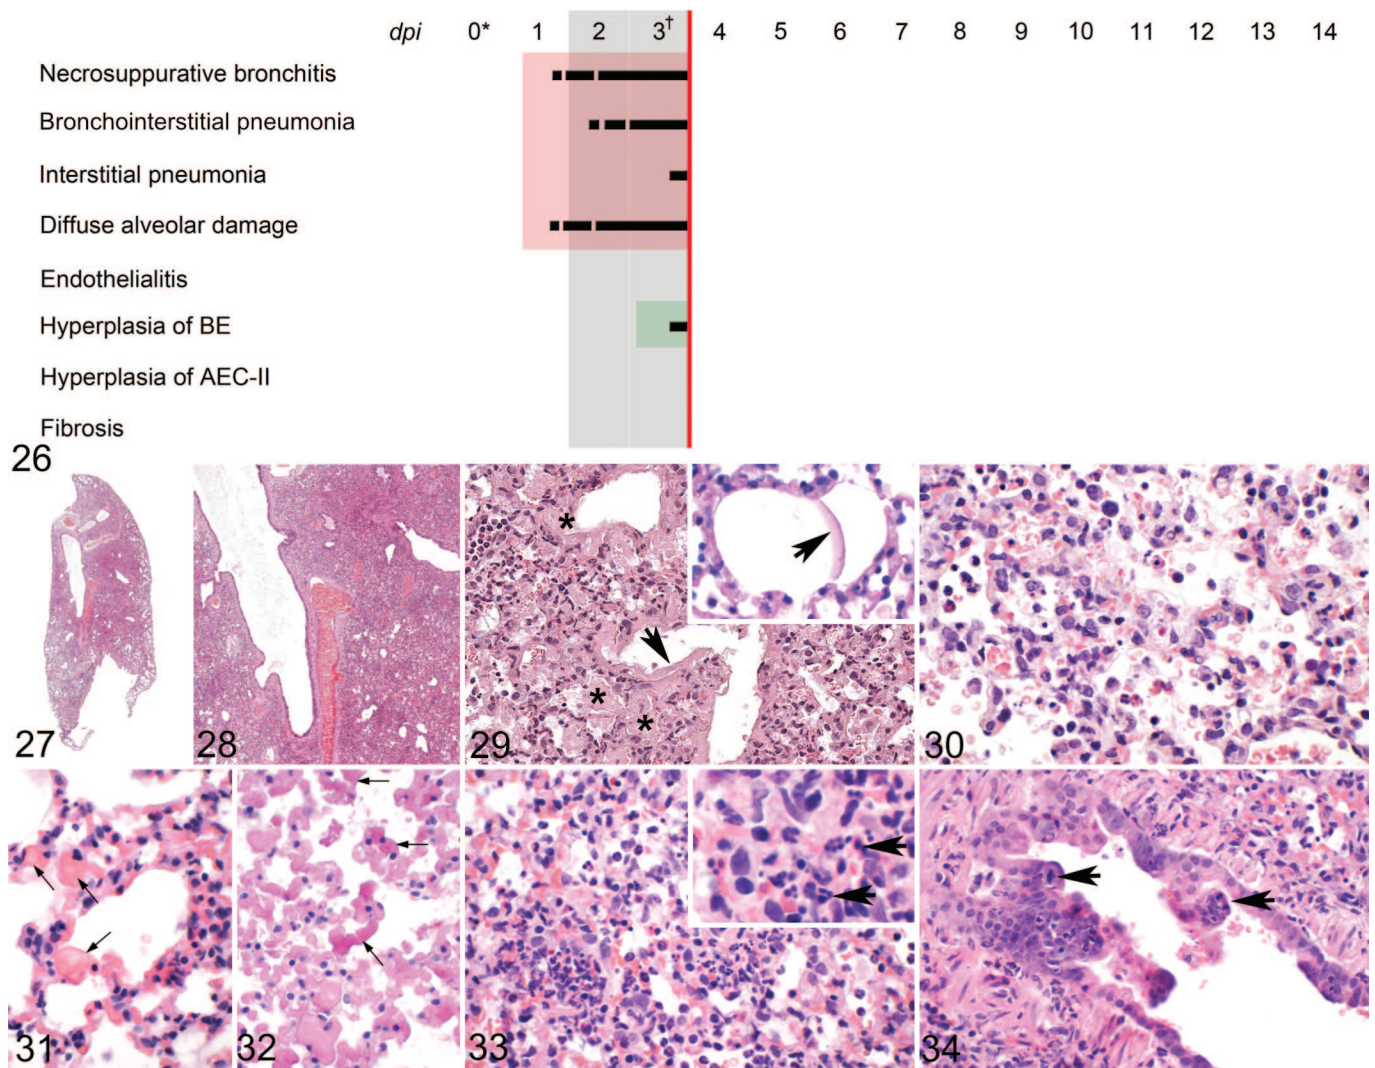 dpi 0* 1 2 3† 4 5 6 7 8 9 10 11 12 13 14
Necrosuppurative bronchitis
Bronchointerstitial pneumonia
Interstitial pneumonia
Diffuse alveolar damage
Endothelialitis
Hyperplasia of BE
Hyperplasia of AEC-II
Fibrosis
26
*
* *
27 28 29 30
31 32 33 34